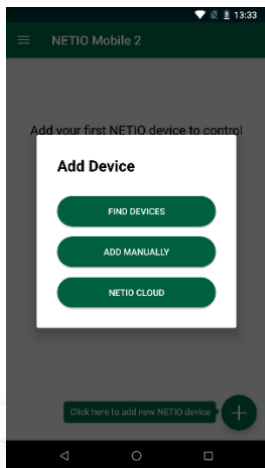 13:33
NETIO Mobile 2
Add your first NETIO device to control
Add Device
FIND DEVICES
ADD MANUALLY
NETIO CLOUD
Click here to add new NETIO device